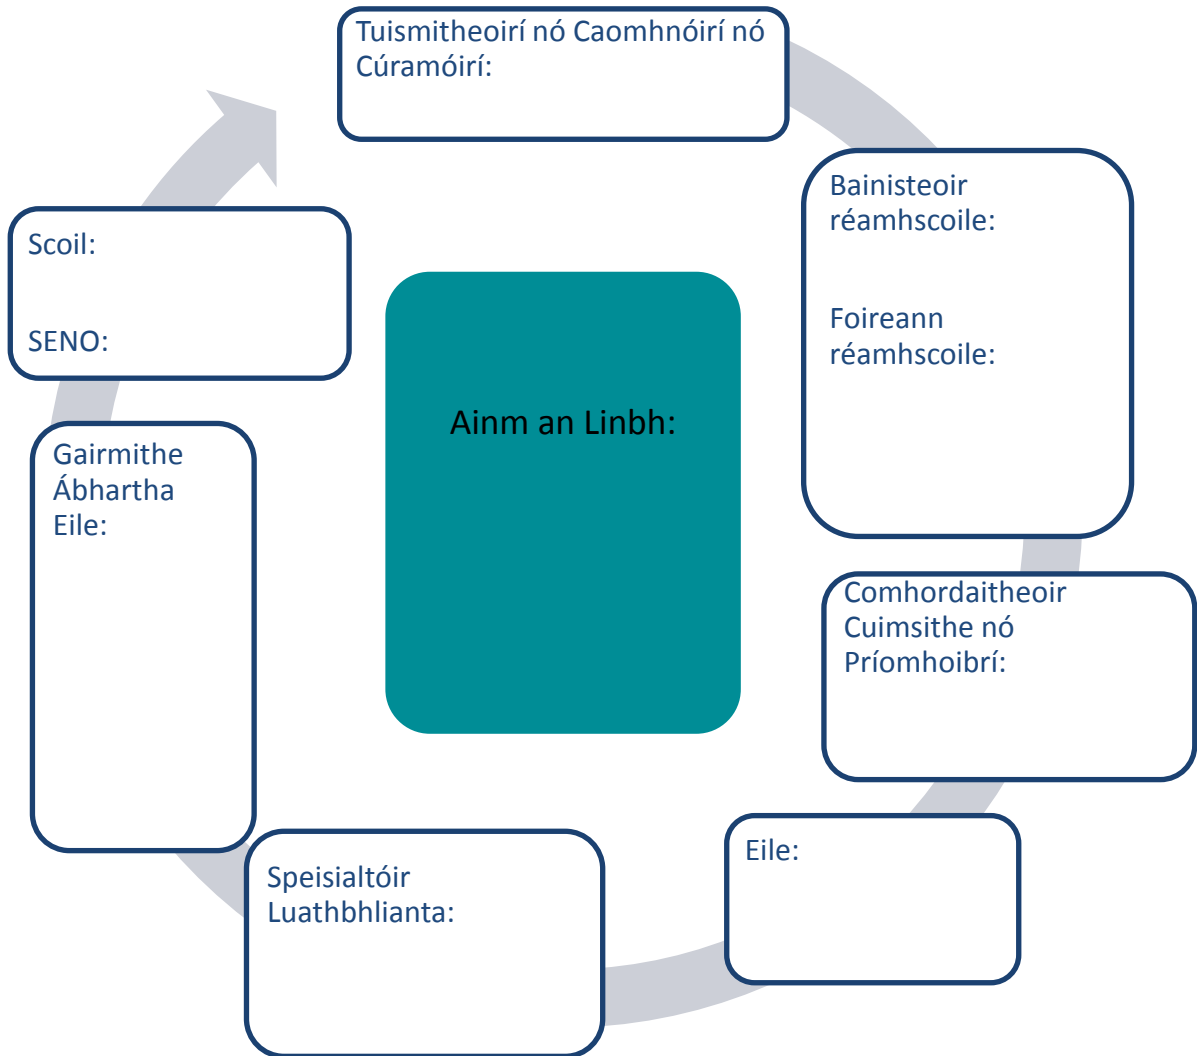 Tuismitheoirí nó Caomhnóirí nó
Cúramóirí:
Bainisteoir
réamhscoile:
Foireann
réamhscoile:
Comhordaitheoir
Cuimsithe nó
Príomhoibrí:
Eile:
Speisialtóir
Luathbhlianta:
Gairmithe
Ábhartha
Eile:
Scoil:
SENO:
Ainm an Linbh: